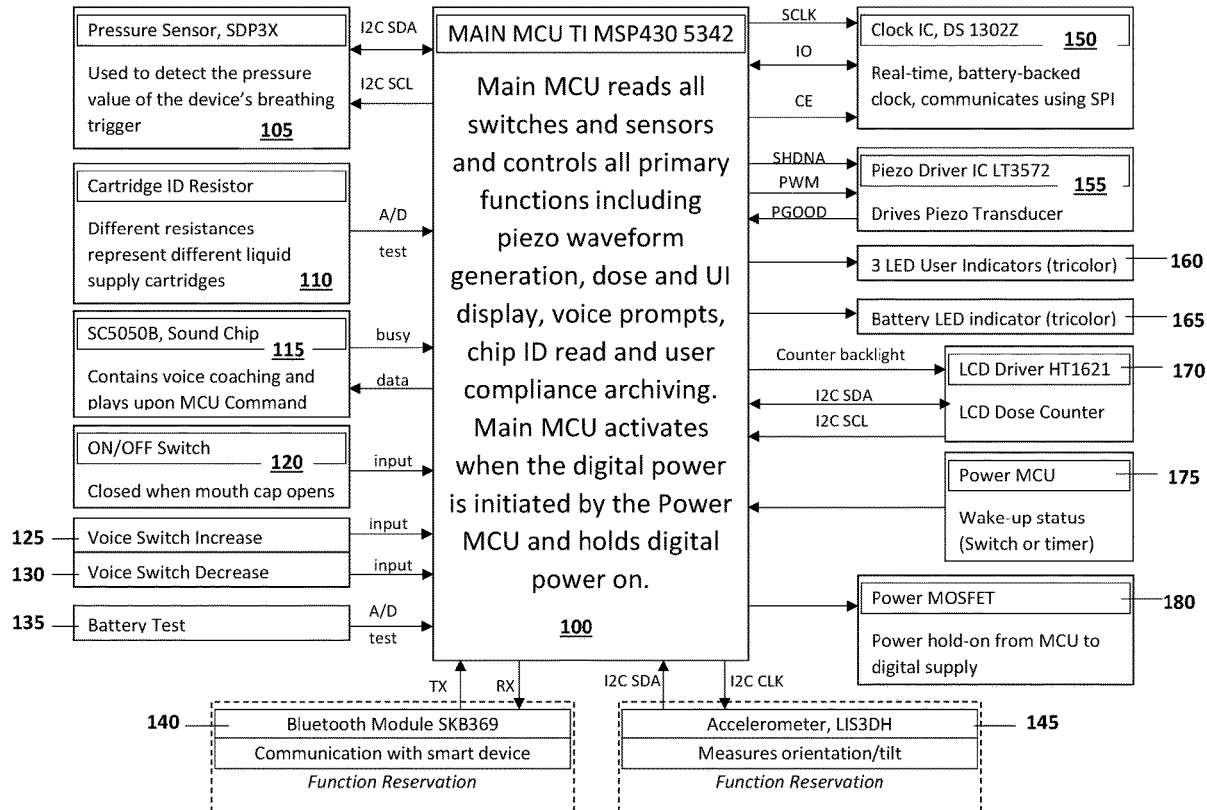 Pressure Sensor, SDP3X
Used to detect the pressure
value of the device's breathing
trigger
105
I2C SDA
I2C SCL
Cartridge ID Resistor
Different resistances
represent different liquid
supply cartridges
110
A/D
test
SC5050B, Sound Chip
115
Contains voice coaching and
plays upon MCU Command
busy
data
ON/OFF Switch
120
Closed when mouth cap opens
input
125
Voice Switch Increase
input
130
Voice Switch Decrease
input
135
Battery Test
A/D
test
MAIN MCU TI MSP430 5342
Main MCU reads all
switches and sensors
and controls all primary
functions including
piezo waveform
generation, dose and UI
display, voice prompts,
chip ID read and user
compliance archiving.
Main MCU activates
when the digital power
is initiated by the Power
MCU and holds digital
power on.
100
SCLK
IO
CE
Clock IC, DS 1302Z
150
Real-time, battery-backed
clock, communicates using SPI
SHDNA
PWM
PGOOD
Piezo Driver IC LT3572
155
Drives Piezo Transducer
3 LED User Indicators (tricolor)
160
Battery LED indicator (tricolor)
165
Counter backlight
I2C SDA
I2C SCL
LCD Driver HT1621
170
LCD Dose Counter
Power MCU
175
Wake-up status
(Switch or timer)
Power MOSFET
180
Power hold-on from MCU to
digital supply
TX
RX
I2C SDA
I2C CLK
140
Bluetooth Module SKB369
Communication with smart device
Function Reservation
Accelerometer, LIS3DH
145
Measures orientation/tilt
Function Reservation